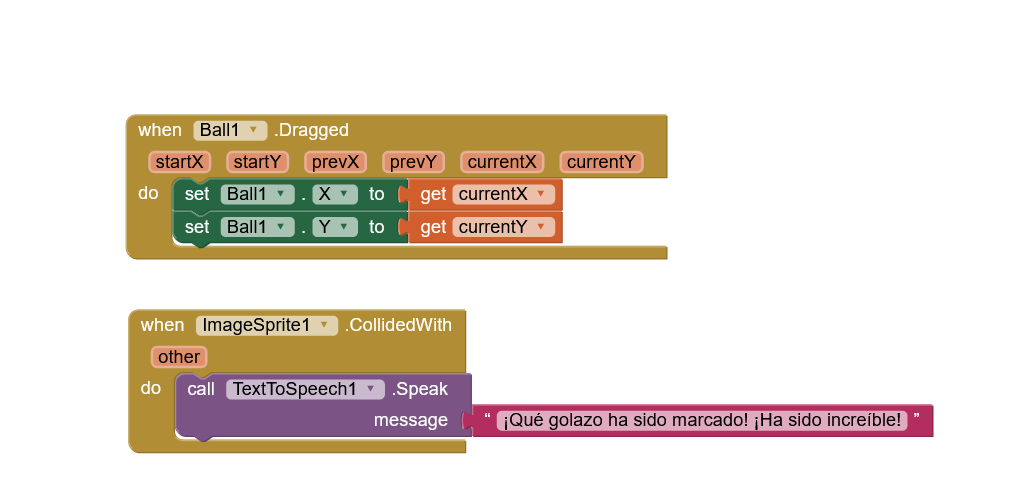 when Ball1 .Dragged
startX startY prevX prevY currentX currentY
do set Ball1 . X to get currentX
set Ball1 . Y to get currentY
when ImageSprite1 .CollidedWith
other
do call TextToSpeech1 .Speak
message “ ¡Qué golazo ha sido marcado! ¡Ha sido increíble! ”